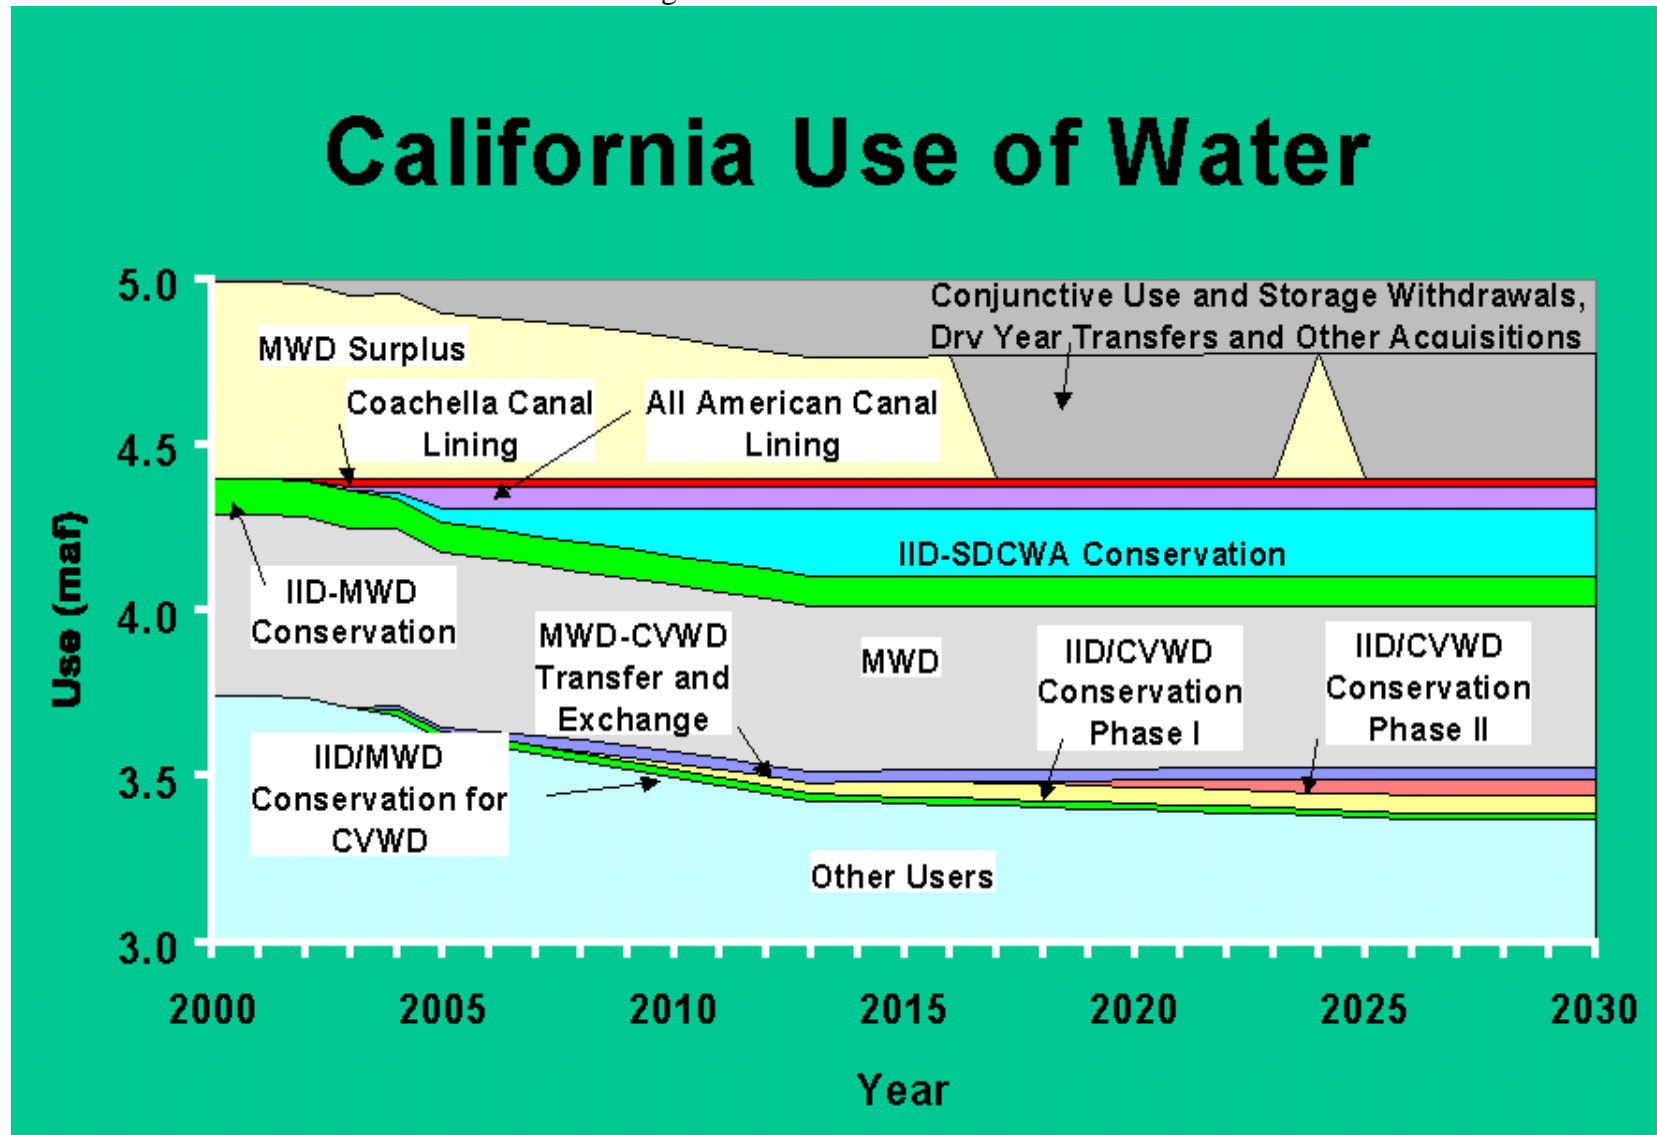 California Use of Water
5.0
4.5
4.0
3.5
3.0
Use (maf)
Conjunctive Use and Storage Withdrawals,
Dry Year Transfers and Other Acquisitions
MWD Surplus
Coachella Canal
Lining
All American Canal
Lining
IID-SDCWA Conservation
IID-MWD
Conservation
MWD-CVWD
Transfer and
Exchange
MWD
IID/CVWD
Conservation
Phase I
IID/CVWD
Conservation
Phase II
IID/MWD
Conservation for
CVWD
Other Users
2000 2005 2010 2015 2020 2025 2030
Year